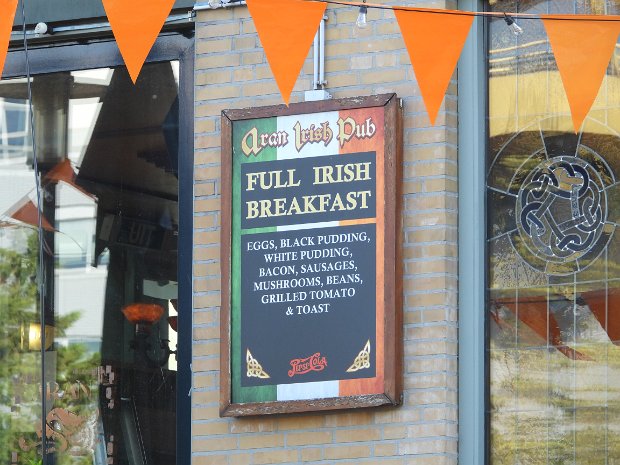 Aran Irish Pub
FULL IRISH
BREAKFAST
EGGS, BLACK PUDDING,
WHITE PUDDING,
BACON, SAUSAGES,
MUSHROOMS, BEANS,
GRILLED TOMATO
& TOAST
PEPSI-COLA